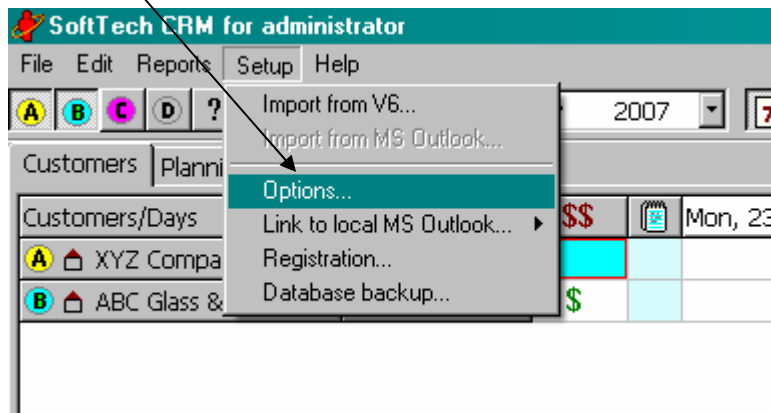 SoftTech CRM for administrator
File Edit Reports Setup Help
A B C D ? 2007 7
Import from V6...
Import from MS Outlook...
Options...
Link to local MS Outlook...
Registration...
Database backup...
Customers Planni
Customers/Days $$ Mon, 23
A XYZ Compa
B ABC Glass & $